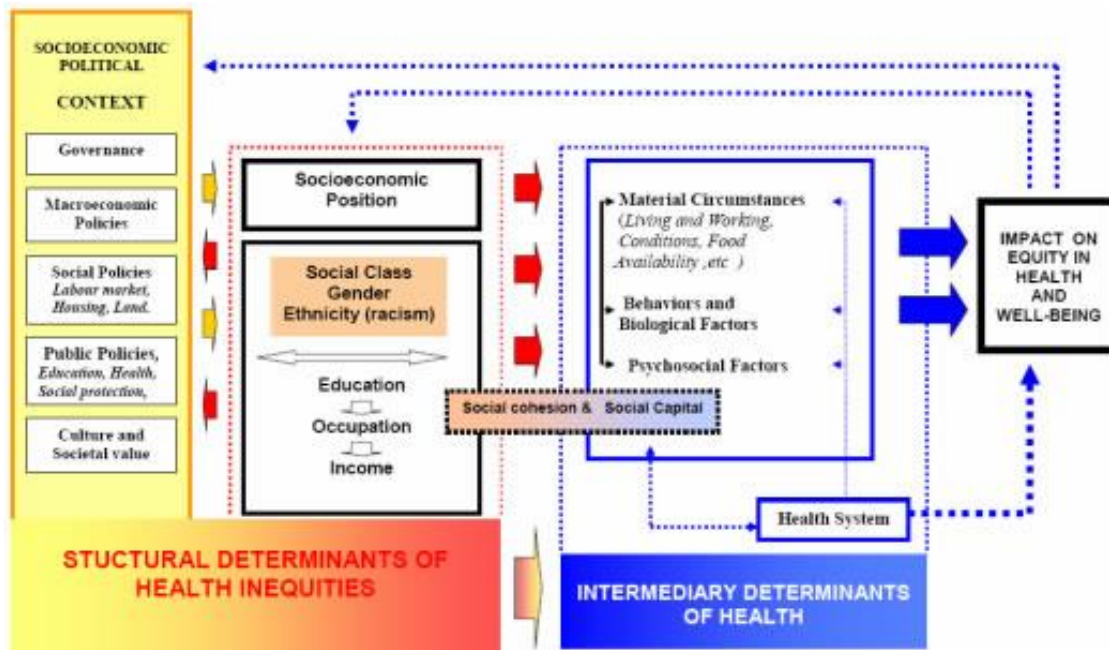 SOCIOECONOMIC
POLITICAL
CONTEXT
Governance
Macroeconomic
Policies
Social Policies
Labour market,
Housing, Land.
Public Policies,
Education, Health,
Social protection,
Culture and
Societal value
Socioeconomic
Position
Social Class
Gender
Ethnicity (racism)
Education
Occupation
Income
Social cohesion & Social Capital
Material Circumstances
(Living and Working,
Conditions, Food
Availability ,etc )
Behaviors and
Biological Factors
Psychosocial Factors
Health System
IMPACT ON
EQUITY IN
HEALTH
AND
WELL-BEING
STUCTURAL DETERMINANTS OF
HEALTH INEQUITIES
INTERMEDIARY DETERMINANTS
OF HEALTH